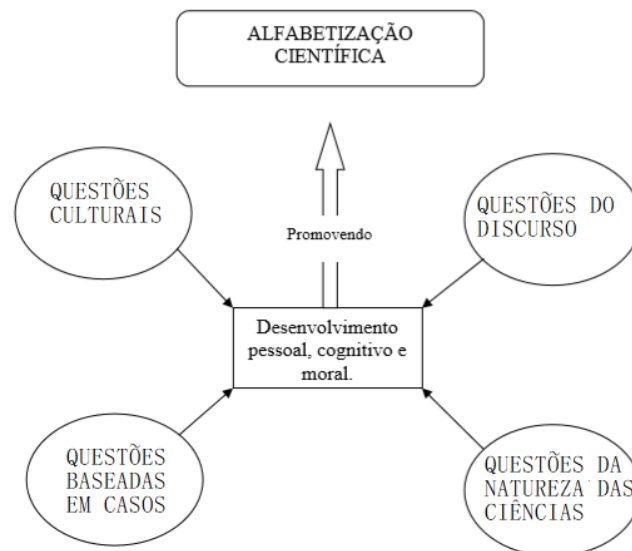 ALFABETIZAÇÃO
CIENTÍFICA
QUESTÕES
CULTURAIS
QUESTÕES DO
DISCURSO
Promovendo
Desenvolvimento
pessoal, cognitivo e
moral.
QUESTÕES
BASEADAS
EM CASOS
QUESTÕES DA
NATUREZA DAS
CIÊNCIAS